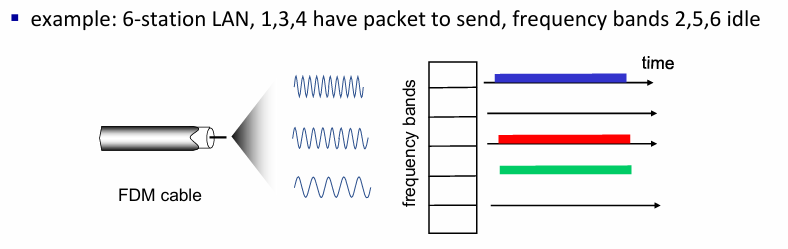 ▪ example: 6-station LAN, 1,3,4 have packet to send, frequency bands 2,5,6 idle
time
frequency bands
FDM cable